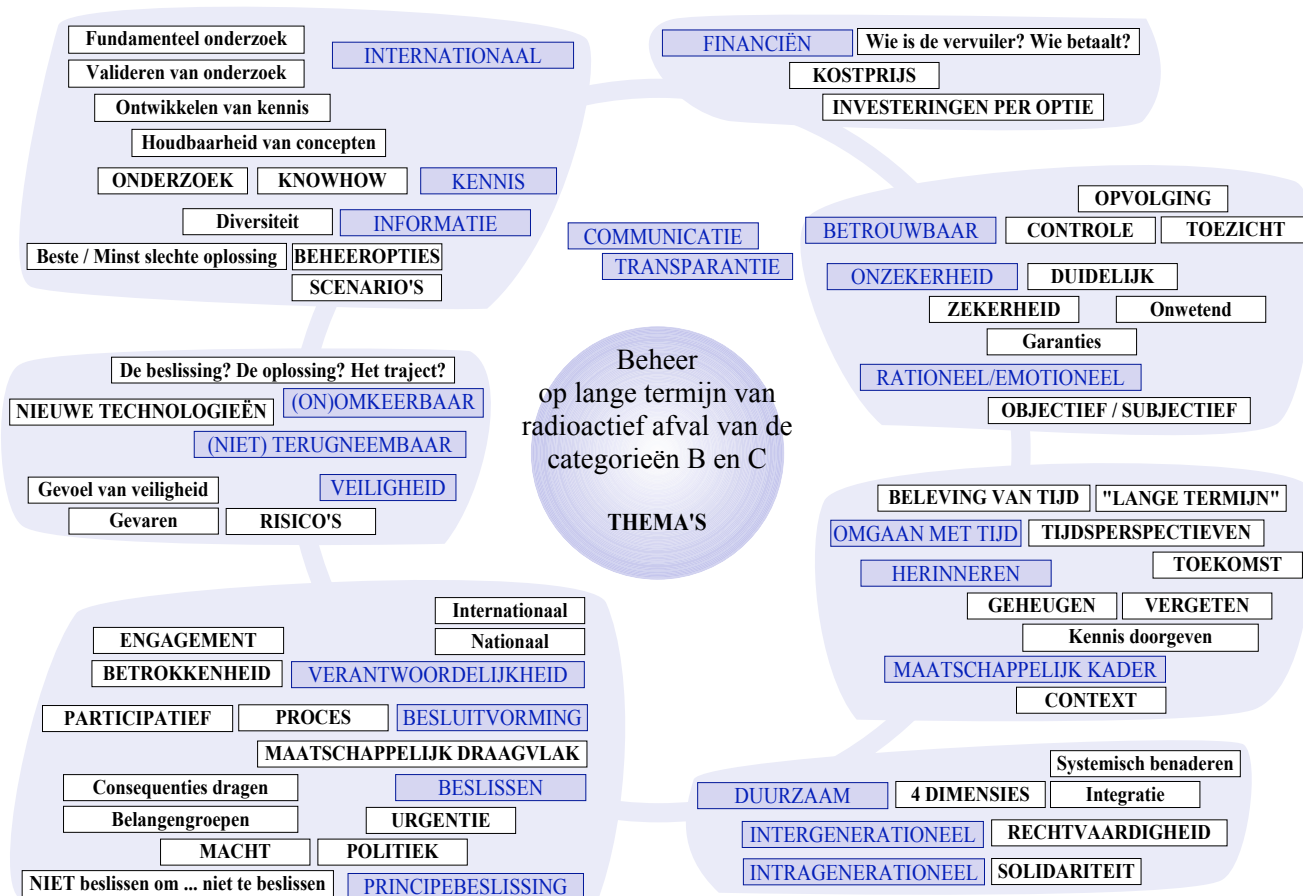 Fundamenteel onderzoek
INTERNATIONAAL
Valideren van onderzoek
Ontwikkelen van kennis
Houdbaarheid van concepten
ONDERZOEK
KNOWHOW
KENNIS
Diversiteit
INFORMATIE
Beste / Minst slechte oplossing
BEHEEROPTIES
SCENARIO'S
FINANCIËN
Wie is de vervuiler? Wie betaalt?
KOSTPRIJS
INVESTERINGEN PER OPTIE
COMMUNICATIE
TRANSPARANTIE
OPVOLGING
BETROUWBAAR
CONTROLE
TOEZICHT
ONZEKERHEID
DUIDELIJK
ZEKERHEID
Onwetend
Garanties
RATIONEEL/EMOTIONEEL
OBJECTIEF / SUBJECTIEF
De beslissing? De oplossing? Het traject?
NIEUWE TECHNOLOGIEËN
(ON)OMKEERBAAR
(NIET) TERUGNEEMBAAR
Gevoel van veiligheid
VEILIGHEID
Gevaren
RISICO'S
Beheer
op lange termijn van
radioactief afval van de
categorieën B en C
THEMA'S
BELEVING VAN TIJD
"LANGE TERMIJN"
OMGAAN MET TIJD
TIJDSPERSPECTIEVEN
HERINNEREN
TOEKOMST
GEHEUGEN
VERGETEN
Kennis doorgeven
MAATSCHAPPELIJK KADER
CONTEXT
Internationaal
ENGAGEMENT
Nationaal
BETROKKENHEID
VERANTWOORDELIJKHEID
PARTICIPATIEF
PROCES
BESLUITVORMING
MAATSCHAPPELIJK DRAAGVLAK
Consequenties dragen
BESLISSEN
Belangengroepen
URGENTIE
MACHT
POLITIEK
NIET beslissen om ... niet te beslissen
PRINCIPEBESLISSING
Systemisch benaderen
DUURZAAM
4 DIMENSIES
Integratie
INTERGENERATIONEEL
RECHTVAARDIGHEID
INTRAGENERATIONEEL
SOLIDARITEIT